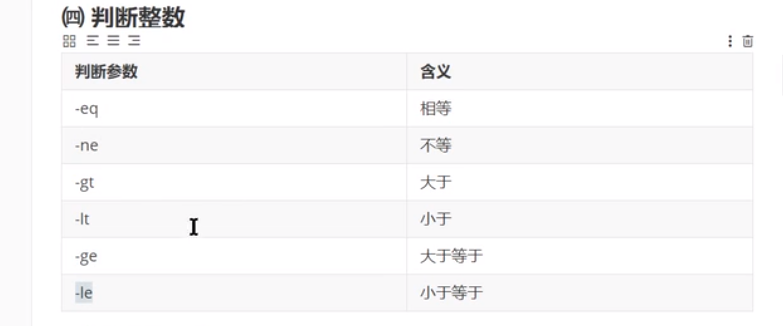 ㈣ 判断整数
判断参数 含义
-eq 相等
-ne 不等
-gt 大于
-lt 小于
-ge 大于等于
-le 小于等于